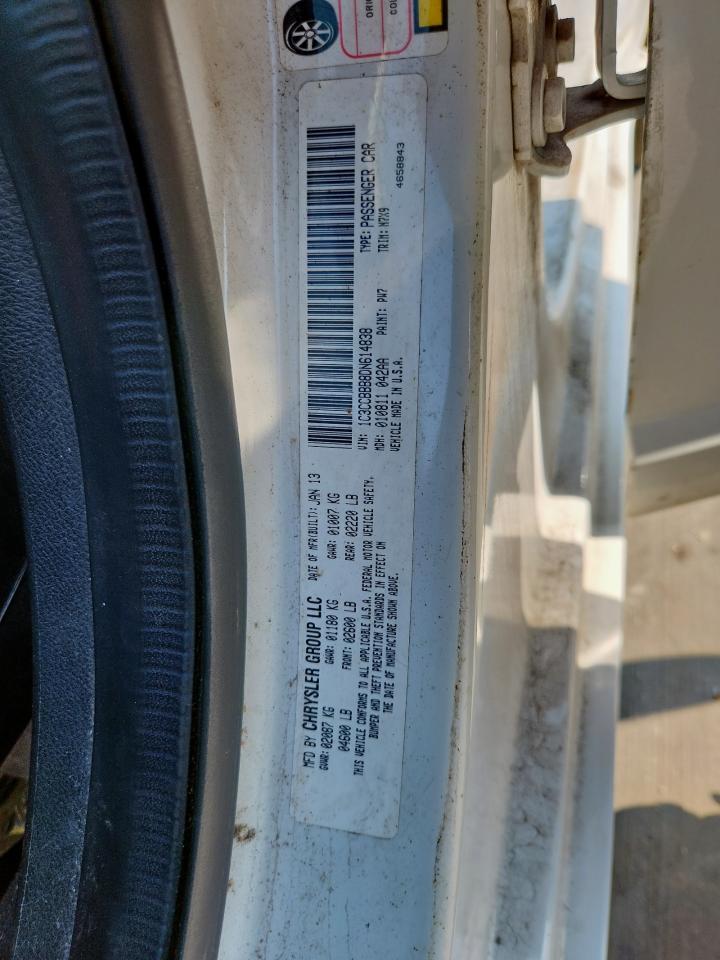 MFD BY CHRYSLER GROUP LLC DATE OF MFR(BUILT): JAN 13
GVWR: 02087 KG GAWR: 01180 KG GAWR: 01007 KG
04600 LB FRONT: 02600 LB REAR: 02220 LB
THIS VEHICLE CONFORMS TO ALL APPLICABLE U.S.A. FEDERAL MOTOR VEHICLE SAFETY,
BUMPER AND THEFT PREVENTION STANDARDS IN EFFECT ON
THE DATE OF MANUFACTURE SHOWN ABOVE.
VIN: 1C3CCBBB8DN614838 TYPE: PASSENGER CAR
MDH: 010811 042AA PAINT: PW7 TRIM: M7X9
VEHICLE MADE IN U.S.A. 4658843